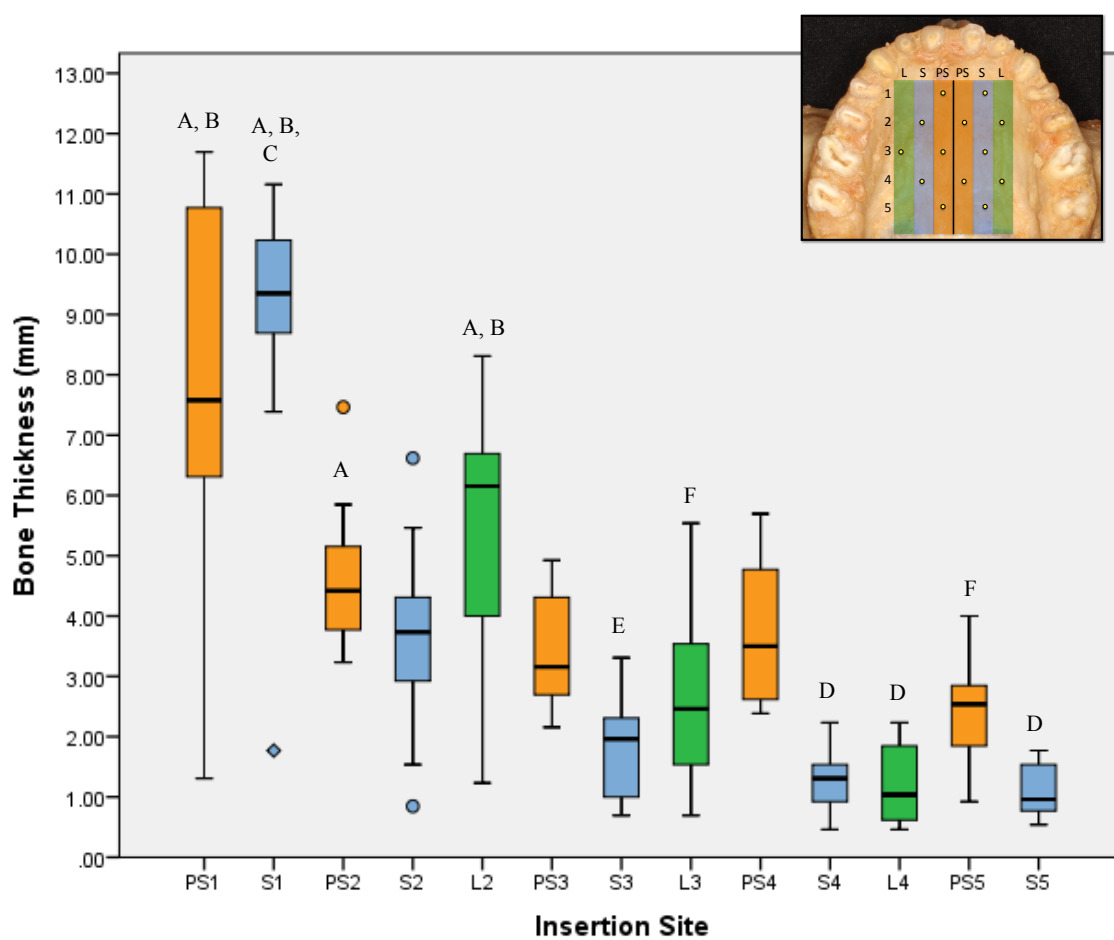 L S PS PS S L
1
2
3
4
5
13.00
12.00
11.00
10.00
9.00
8.00
7.00
6.00
5.00
4.00
3.00
2.00
1.00
.00
Bone Thickness (mm)
A, B
A, B,
C
A
A, B
E
F
D
D
F
D
PS1 S1 PS2 S2 L2 PS3 S3 L3 PS4 S4 L4 PS5 S5
Insertion Site